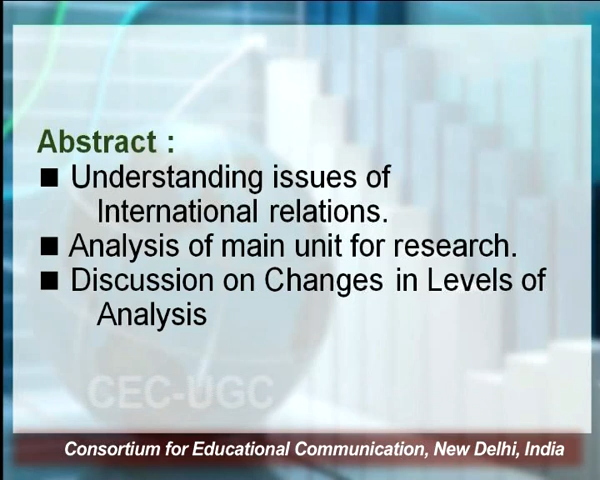 Abstract :
■ Understanding issues of
International relations.
■ Analysis of main unit for research.
■ Discussion on Changes in Levels of
Analysis
CEC-UGC
Consortium for Educational Communication, New Delhi, India